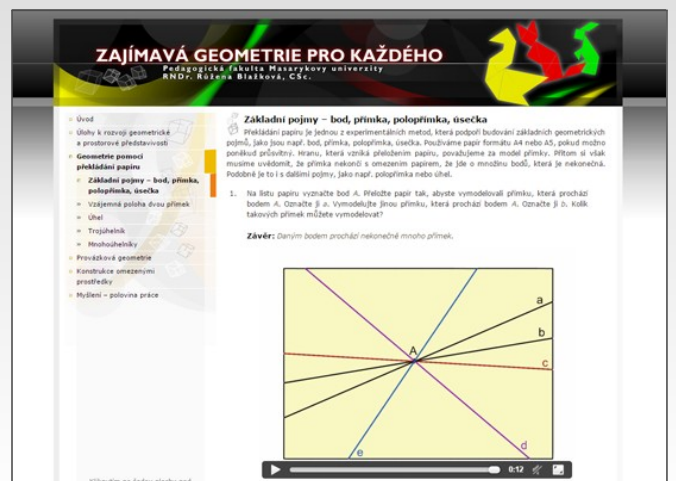 ZAJÍMAVÁ GEOMETRIE PRO KAŽDÉHO
Pedagogická fakulta Masarykovy univerzity
RNDr. Růžena Blažková, CSc.
Úvod
Úlohy k rozvoji geometrické
a prostorové představivosti
Geometrie pomocí
překládání papíru
Základní pojmy – bod, přímka,
polopřímka, úsečka
Vzájemná poloha dvou přímek
Úhel
Trojúhelník
Mnohoúhelníky
Provázková geometrie
Konstrukce omezenými
prostředky
Myšlení – polovina práce
Základní pojmy – bod, přímka, polopřímka, úsečka
Překládání papíru je jednou z experimentálních metod, která podpoří budování základních geometrických
pojmů, jako jsou např. bod, přímka, polopřímka, úsečka. Používáme papír formátu A4 nebo A5, pokud možno
poněkud průsvitný. Hranu, která vzniká přeložením papíru, považujeme za model přímky. Přitom si však
musíme uvědomit, že přímka nekončí s omezením papírem, že jde o množinu bodů, která je nekonečná.
Podobné je to i s dalšími pojmy, jako např. polopřímka nebo úhel.
1. Na listu papíru vyznačte bod A. Přeložte papír tak, abyste vymodelovali přímku, která prochází
bodem A. Označte ji a. Vymodelujte jinou přímku, která prochází bodem A. Označte ji b. Kolik
takových přímek můžete vymodelovat?
Závěr: Daným bodem prochází nekonečně mnoho přímek.
a
b
A
c
d
e
0:12